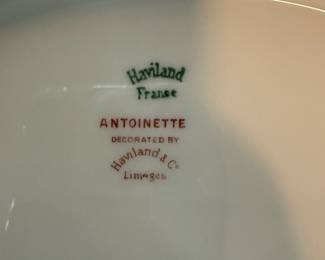 Haviland
France
ANTOINETTE
DECORATED BY
Haviland & Co
Limoges